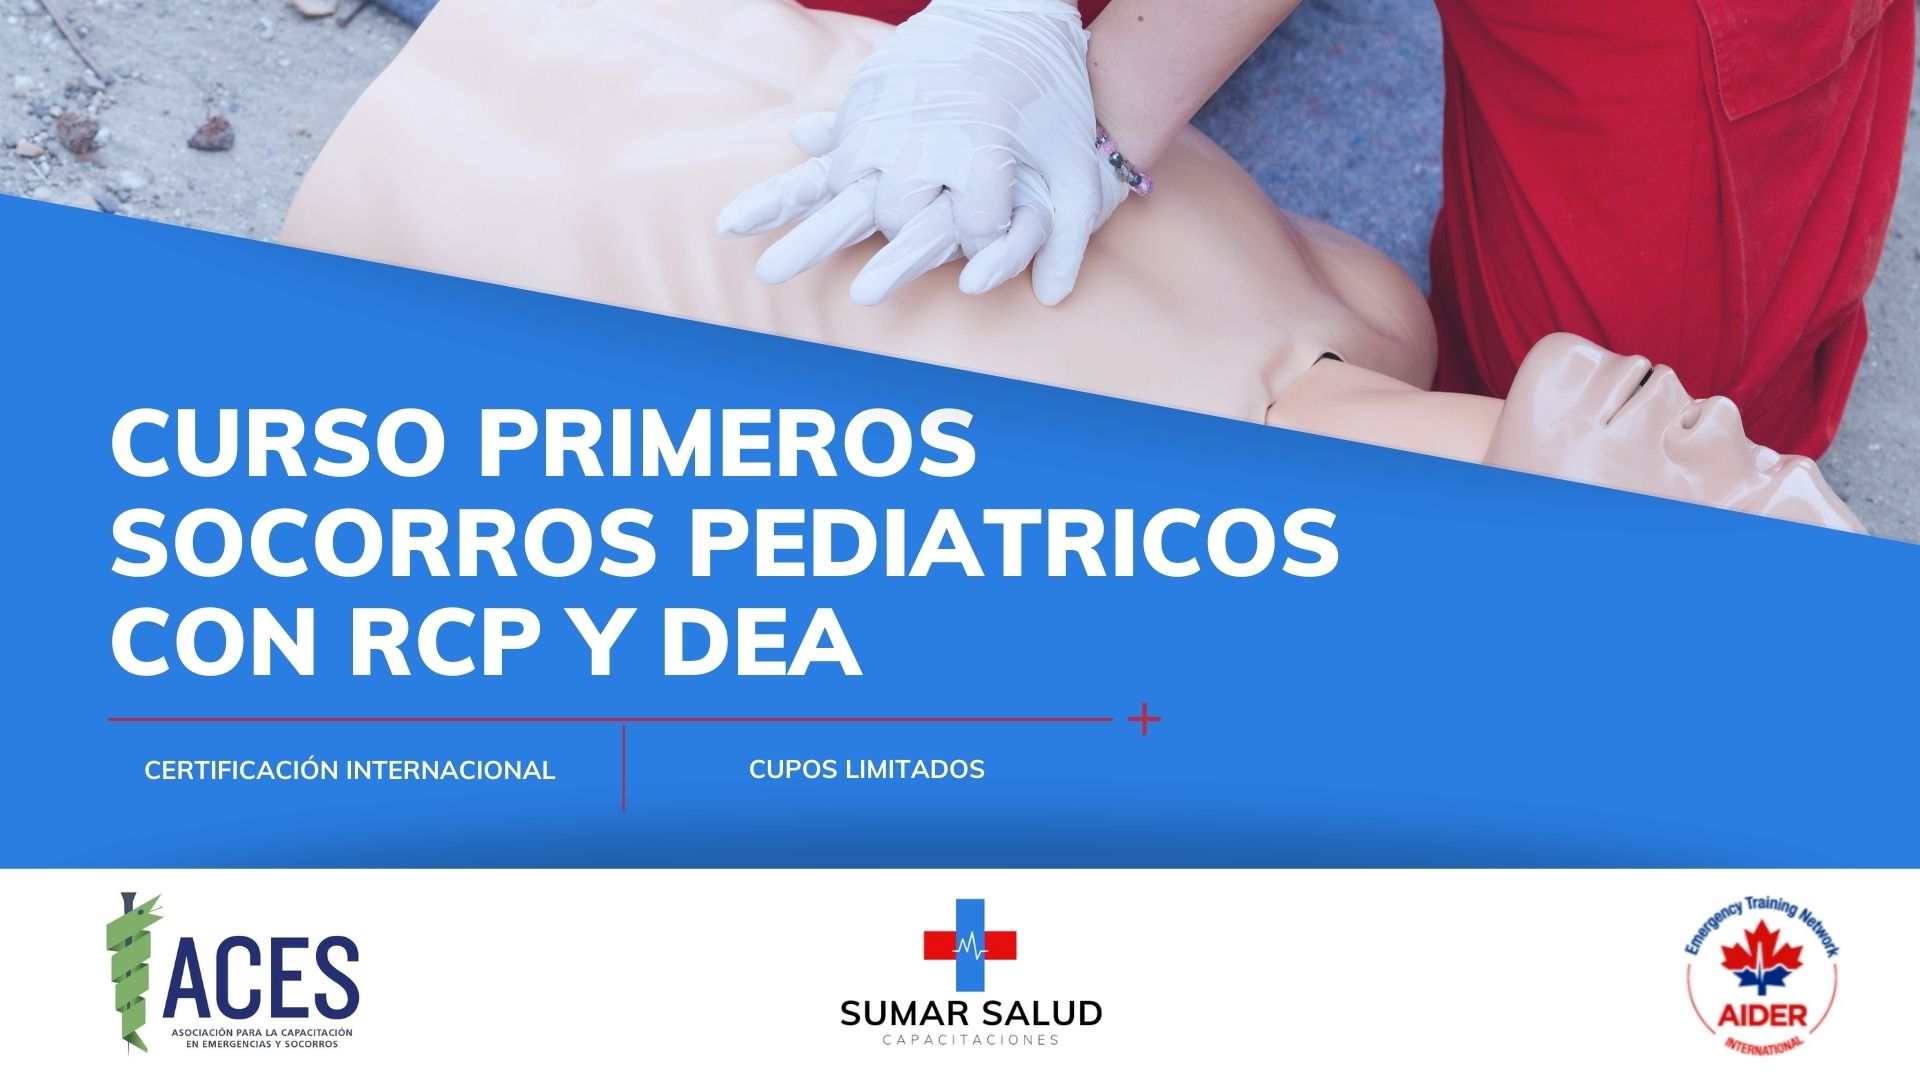 CURSO PRIMEROS
SOCORROS PEDIATRICOS
CON RCP Y DEA
CERTIFICACIÓN INTERNACIONAL
CUPOS LIMITADOS
ACES
ASOCIACIÓN PARA LA CAPACITACIÓN
EN EMERGENCIAS Y SOCORROS
SUMAR SALUD
CAPACITACIONES
Emergency Training Network
AIDER
INTERNATIONAL